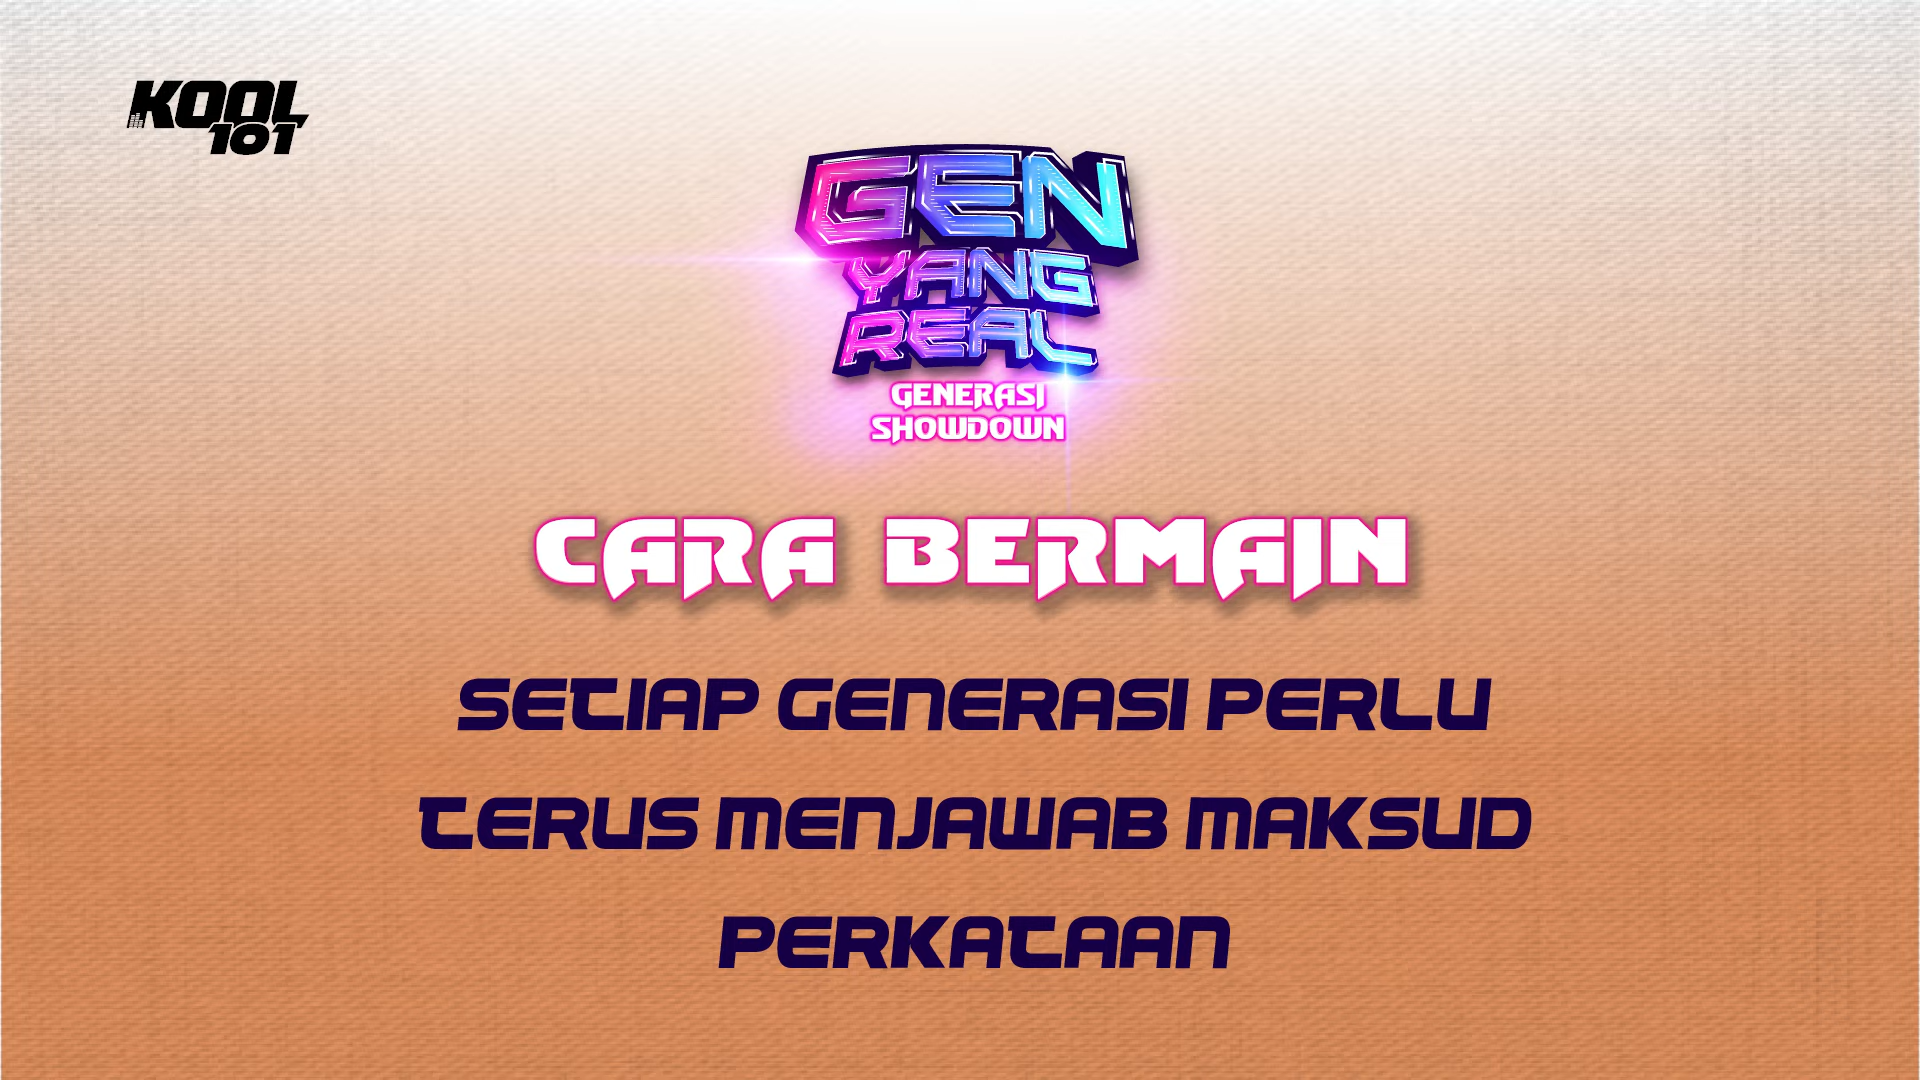 KOOL
101
GEN
YANG
REAL
GENERASI
SHOWDOWN
CARA BERMAIN
SETIAP GENERASI PERLU
TERUS MENJAWAB MAKSUD
PERKATAAN